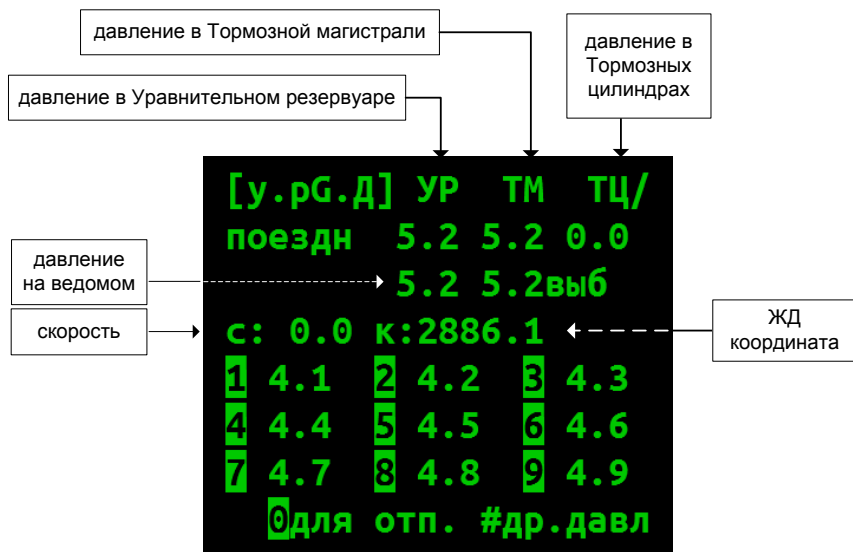 давление в Тормозной магистрали
давление в
Тормозных
цилиндрах
давление в Уравнительном резервуаре
[у.рG.Д] УР ТМ ТЦ/
поездн 5.2 5.2 0.0
давление
на ведомом
5.2 5.2выб
скорость
с: 0.0 к:2886.1
ЖД
координата
1 4.1 2 4.2 3 4.3
4 4.4 5 4.5 6 4.6
7 4.7 8 4.8 9 4.9
0для отп. #др.давл